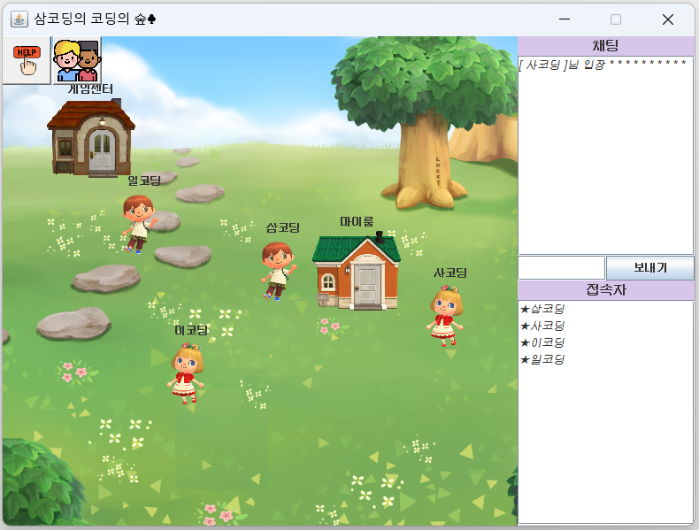 삼코딩의 코딩의 숲♣
HELP
게임센터
일코딩
삼코딩
마이룸
사코딩
이코딩
LUCKY
채팅
[ 사코딩 ]님 입장 * * * * * * * * * *
보내기
접속자
★삼코딩
★사코딩
★이코딩
★일코딩